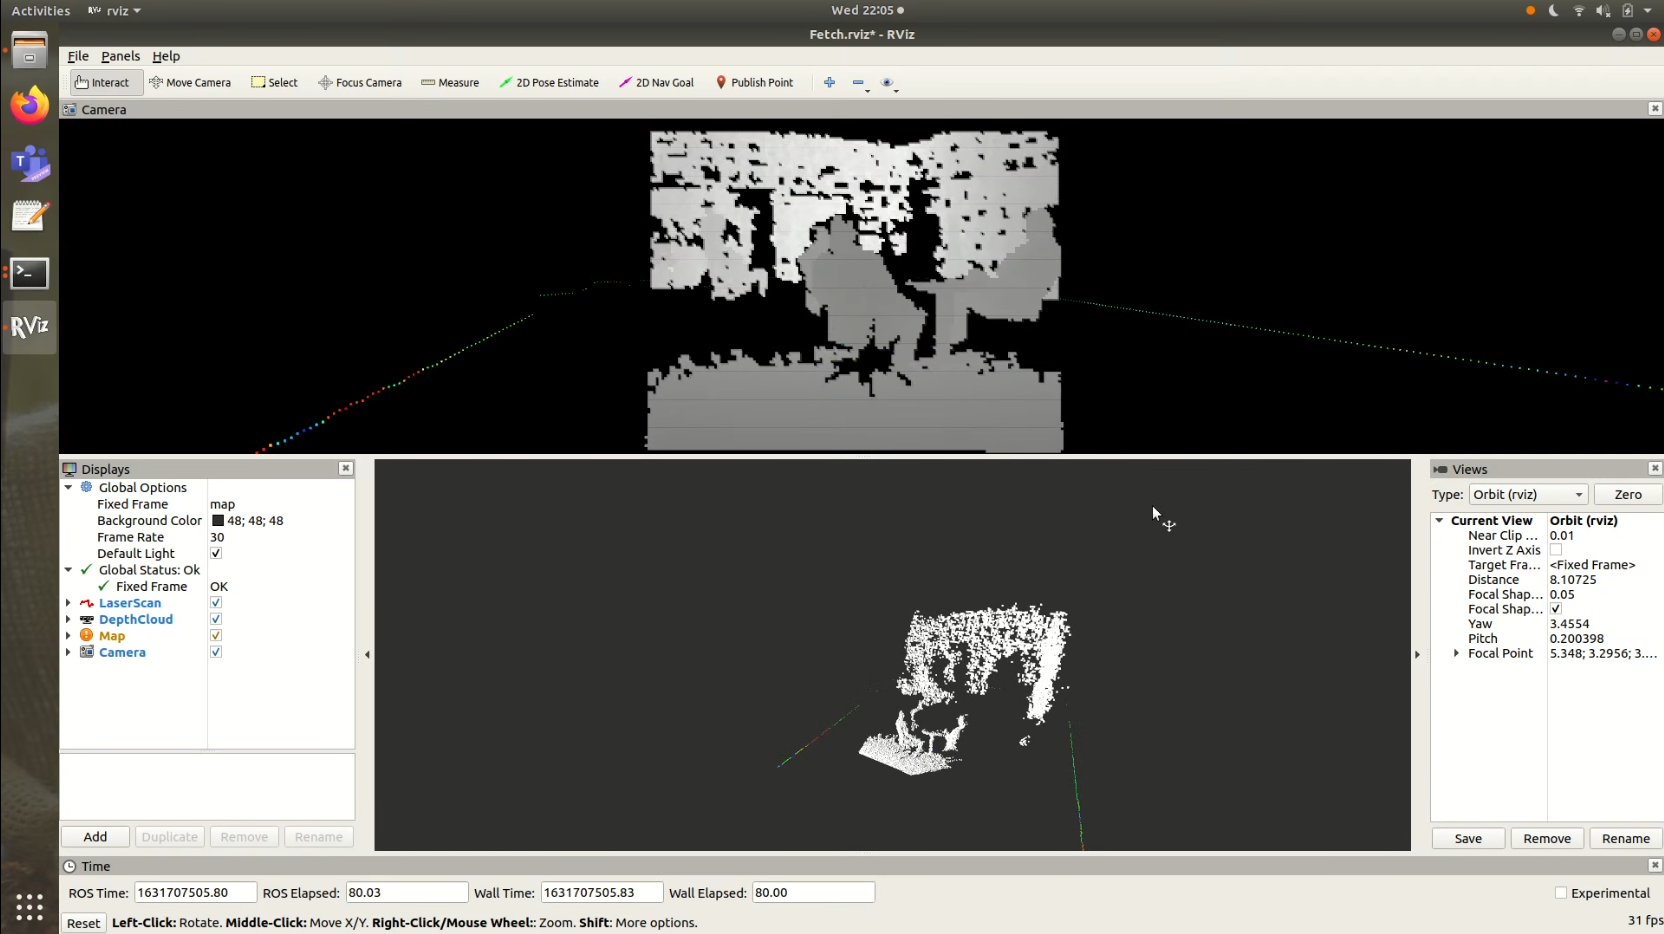 Activities
RViz
rviz
Wed 22:05
Fetch.rviz* - RViz
File Panels Help
Interact Move Camera Select Focus Camera Measure 2D Pose Estimate 2D Nav Goal Publish Point
Camera
RViz
Displays
Global Options
Fixed Frame map
Background Color 48; 48; 48
Frame Rate 30
Default Light
Global Status: Ok
Fixed Frame OK
LaserScan
DepthCloud
Map
Camera
Add Duplicate Remove Rename
Views
Type: Orbit (rviz) Zero
Current View Orbit (rviz)
Near Clip ... 0.01
Invert Z Axis
Target Fra... <Fixed Frame>
Distance 8.10725
Focal Shap... 0.05
Focal Shap...
Yaw 3.4554
Pitch 0.200398
Focal Point 5.348; 3.2956; 3....
Save Remove Rename
Time
ROS Time: 1631707505.80 ROS Elapsed: 80.03 Wall Time: 1631707505.83 Wall Elapsed: 80.00 Experimental
Reset Left-Click: Rotate. Middle-Click: Move X/Y. Right-Click/Mouse Wheel:: Zoom. Shift: More options. 31 fps